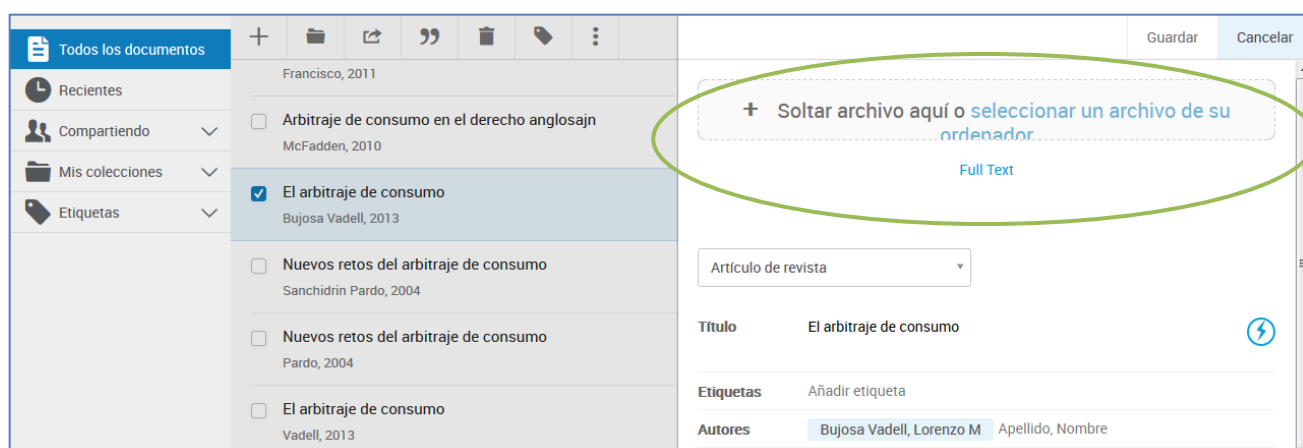 Todos los documentos
Recientes
Compartiendo
Mis colecciones
Etiquetas
Francisco, 2011
Arbitraje de consumo en el derecho anglosajn
McFadden, 2010
El arbitraje de consumo
Bujosa Vadell, 2013
Nuevos retos del arbitraje de consumo
Sanchidrin Pardo, 2004
Nuevos retos del arbitraje de consumo
Pardo, 2004
El arbitraje de consumo
Vadell, 2013
Guardar Cancelar
+ Soltar archivo aquí o seleccionar un archivo de su
ordenador
Full Text
Artículo de revista
Título El arbitraje de consumo
Etiquetas Añadir etiqueta
Autores Bujosa Vadell, Lorenzo M Apellido, Nombre